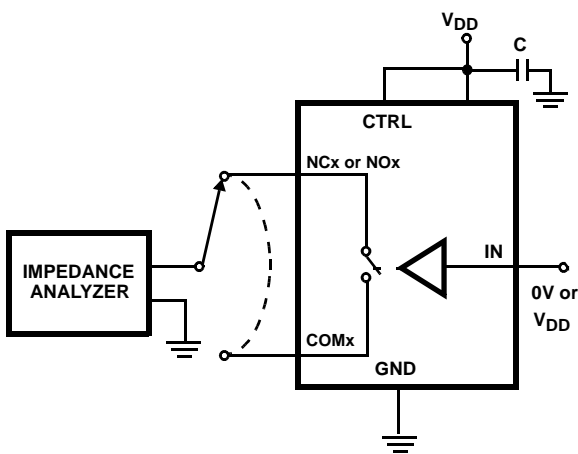 VDD
C
CTRL
NCx or NOx
IMPEDANCE
ANALYZER
IN
0V or
VDD
COMx
GND